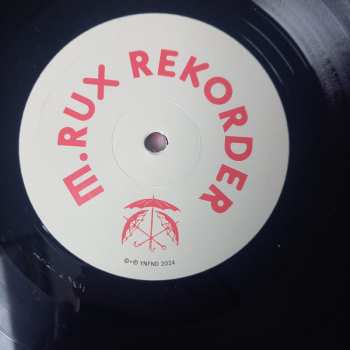 M.RUX REKORDER
©+℗ YNFND 2024